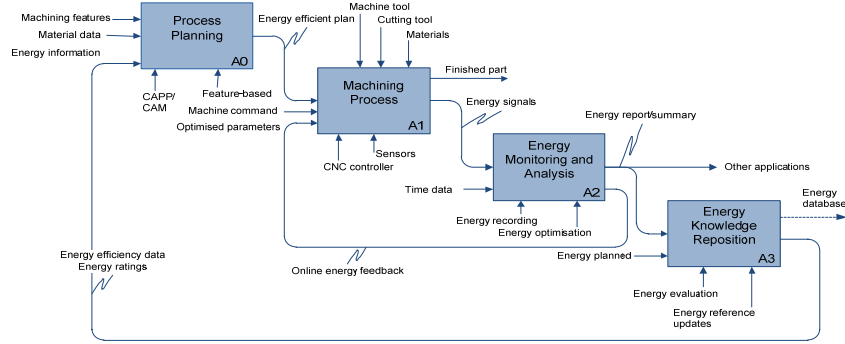 Machining features
Material data
Energy information
Process
Planning
A0
CAPP/
CAM
Feature-based
Energy efficient plan
Machine tool
Cutting tool
Materials
Machine command
Optimised parameters
Machining
Process
A1
Finished part
CNC controller
Sensors
Energy signals
Time data
Energy
Monitoring and
Analysis
A2
Energy recording
Energy optimisation
Energy report/summary
Other applications
Online energy feedback
Energy planned
Energy
Knowledge
Reposition
A3
Energy
database
Energy evaluation
Energy reference
updates
Energy efficiency data
Energy ratings